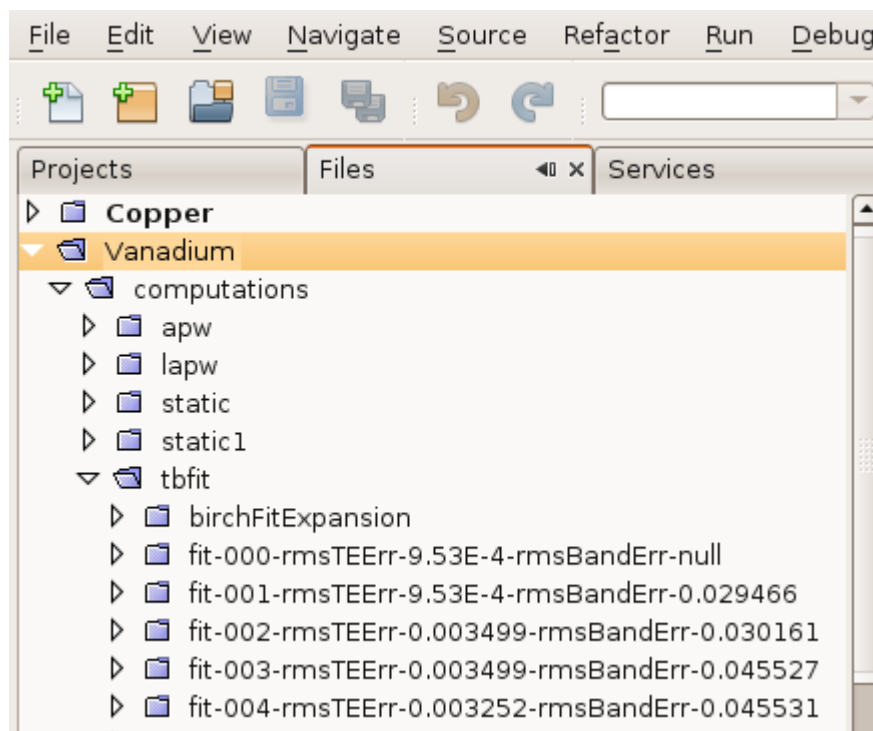 File Edit View Navigate Source Refactor Run Debug
Projects Files Services
Copper
Vanadium
computations
apw
lapw
static
static1
tbfit
birchFitExpansion
fit-000-rmsTEErr-9.53E-4-rmsBandErr-null
fit-001-rmsTEErr-9.53E-4-rmsBandErr-0.029466
fit-002-rmsTEErr-0.003499-rmsBandErr-0.030161
fit-003-rmsTEErr-0.003499-rmsBandErr-0.045527
fit-004-rmsTEErr-0.003252-rmsBandErr-0.045531